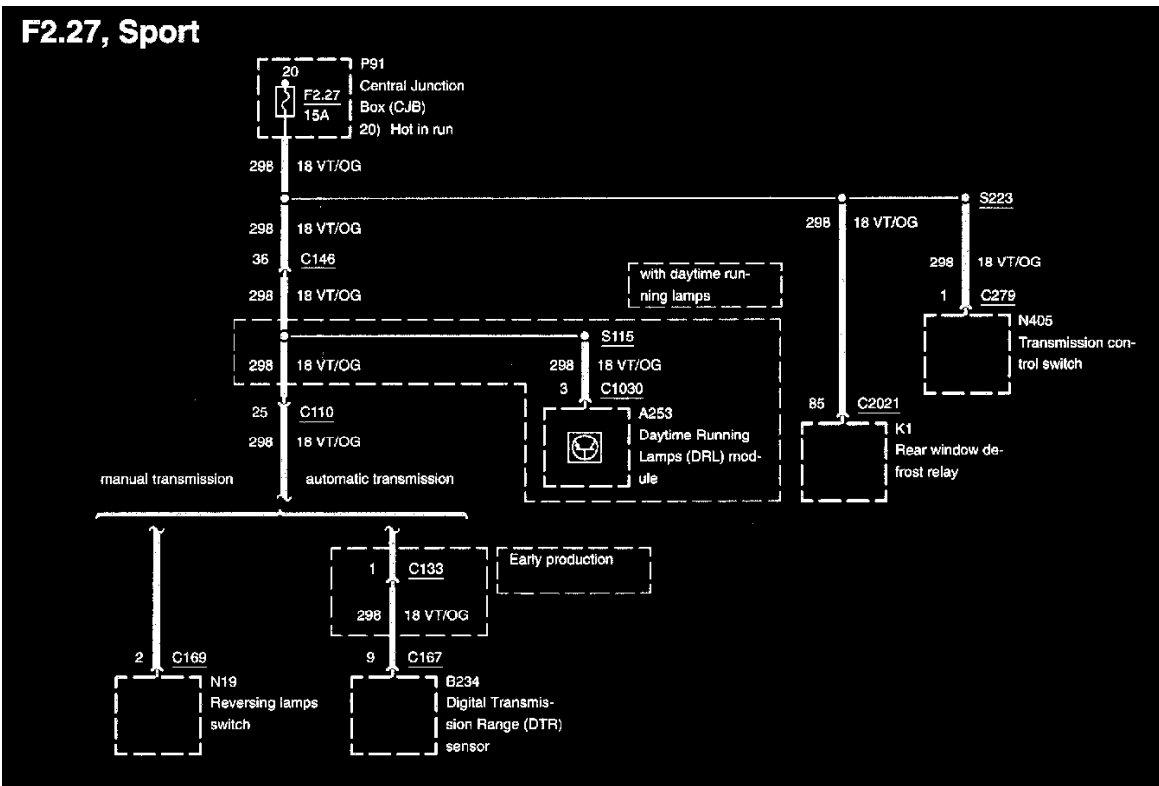 F2.27, Sport
20
F2.27
15A
P91
Central Junction
Box (CJB)
20) Hot in run
298 18 VT/OG
S223
298 18 VT/OG
298 18 VT/OG
36 C146
298 18 VT/OG
1 C279
N405
Transmission con-
trol switch
with daytime run-
ning lamps
298 18 VT/OG
S115
298 18 VT/OG
298 18 VT/OG
3 C1030
A253
Daytime Running
Lamps (DRL) mod-
ule
85 C2021
K1
Rear window de-
frost relay
25 C110
298 18 VT/OG
manual transmission
automatic transmission
Early production
1 C133
298 18 VT/OG
2 C169
N19
Reversing lamps
switch
9 C167
B234
Digital Transmis-
sion Range (DTR)
sensor